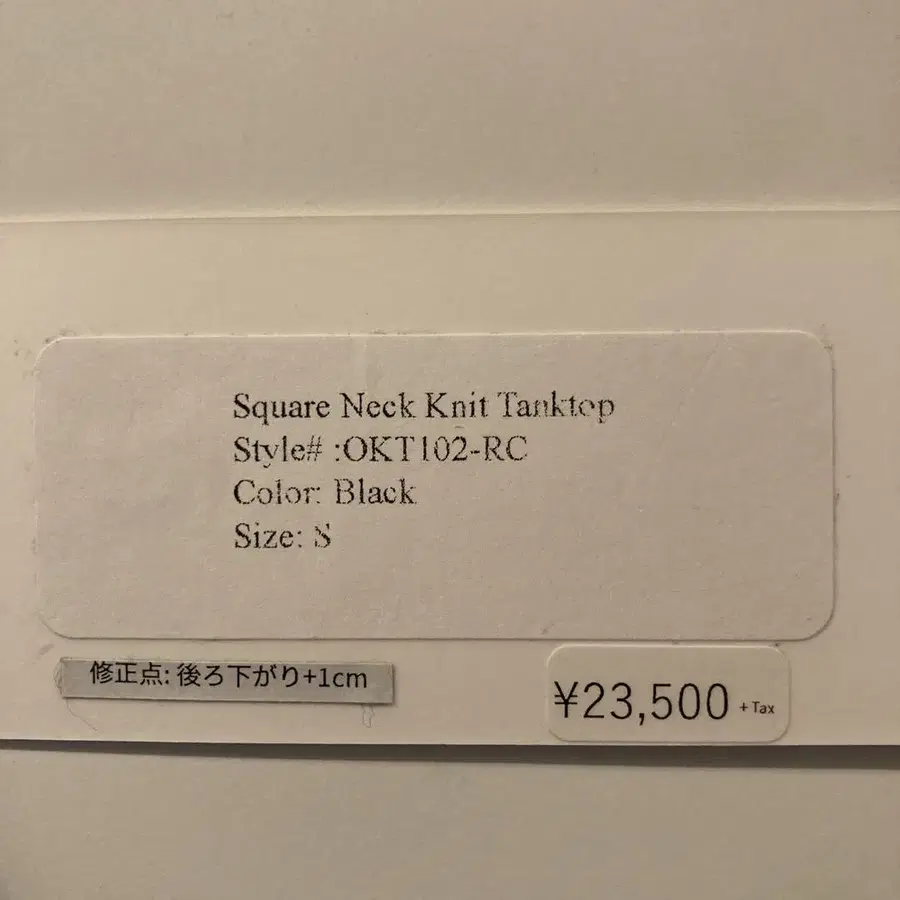 Square Neck Knit Tanktop
Style# :OKT102-RC
Color: Black
Size: S
修正点: 後ろ下がり+1cm
¥23,500 +Tax